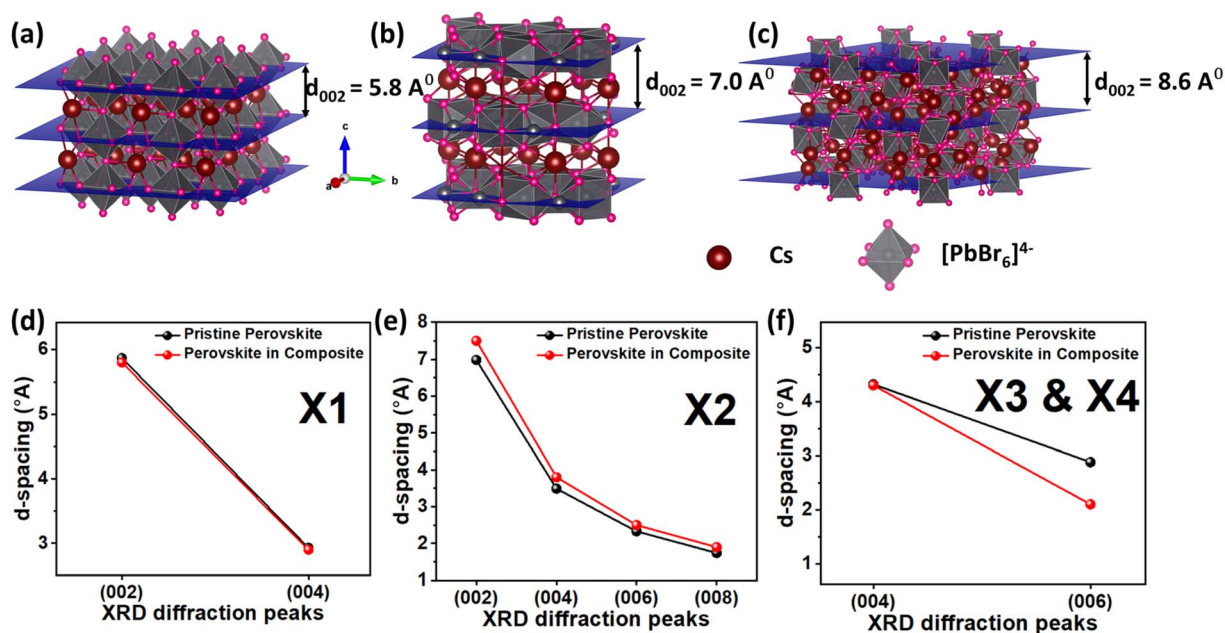 (a)
d002 = 5.8 A0
(b)
d002 = 7.0 A0
(c)
d002 = 8.6 A0
c
a
b
Cs
[PbBr6]4-
(d)
Pristine Perovskite
Perovskite in Composite
X1
d-spacing (°A)
6
5
4
3
(002)
(004)
XRD diffraction peaks
(e)
Pristine Perovskite
Perovskite in Composite
X2
d-spacing (°A)
8
7
6
5
4
3
2
1
(002)
(004)
(006)
(008)
XRD diffraction peaks
(f)
Pristine Perovskite
Perovskite in Composite
X3 & X4
d-spacing (°A)
5
4
3
2
1
(004)
(006)
XRD diffraction peaks